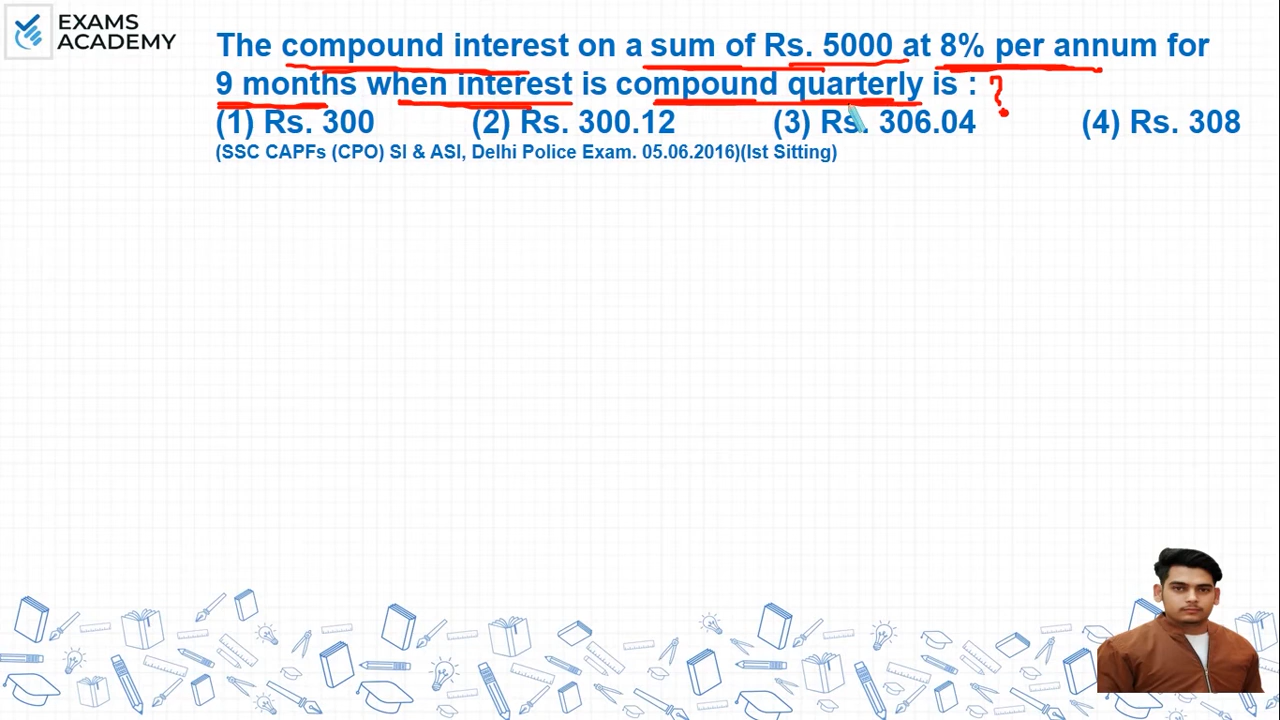 EXAMS
ACADEMY
The compound interest on a sum of Rs. 5000 at 8% per annum for
9 months when interest is compound quarterly is : ?
(1) Rs. 300 (2) Rs. 300.12 (3) Rs. 306.04 (4) Rs. 308
(SSC CAPFs (CPO) SI & ASI, Delhi Police Exam. 05.06.2016)(Ist Sitting)